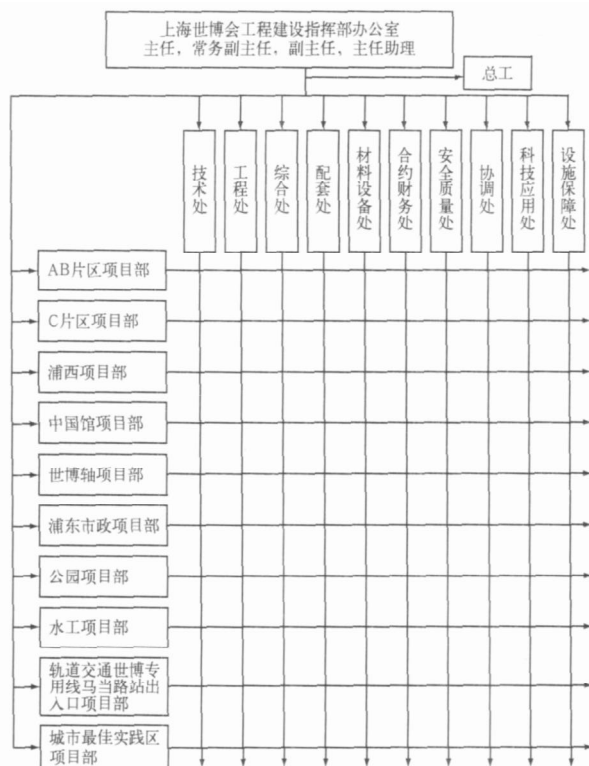 上海世博会工程建设指挥部办公室
主任，常务副主任，副主任、主任助理
总工
技术处
工程处
综合处
配套处
材料设备处
合约财务处
安全质量处
协调处
科技应用处
设施保障处
AB片区项目部
C片区项目部
浦西项目部
中国馆项目部
世博轴项目部
浦东市政项目部
公园项目部
水工项目部
轨道交通世博专
用线马当路站出
入口项目部
城市最佳实践区
项目部